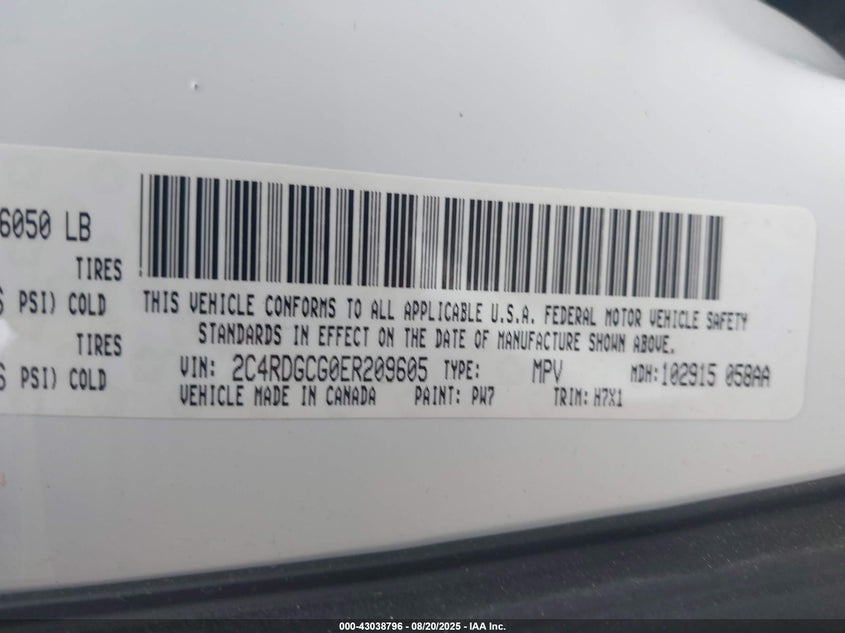 6050 LB
TIRES
PSI) COLD
TIRES
PSI) COLD
THIS VEHICLE CONFORMS TO ALL APPLICABLE U.S.A. FEDERAL MOTOR VEHICLE SAFETY
STANDARDS IN EFFECT ON THE DATE OF MANUFACTURE SHOWN ABOVE.
VIN: 2C4RDGCG0ER209605 TYPE: MPV MDH:102915 058AA
VEHICLE MADE IN CANADA PAINT: PW7 TRIM: H7X1
000-43038796 - 08/20/2025 - IAA Inc.